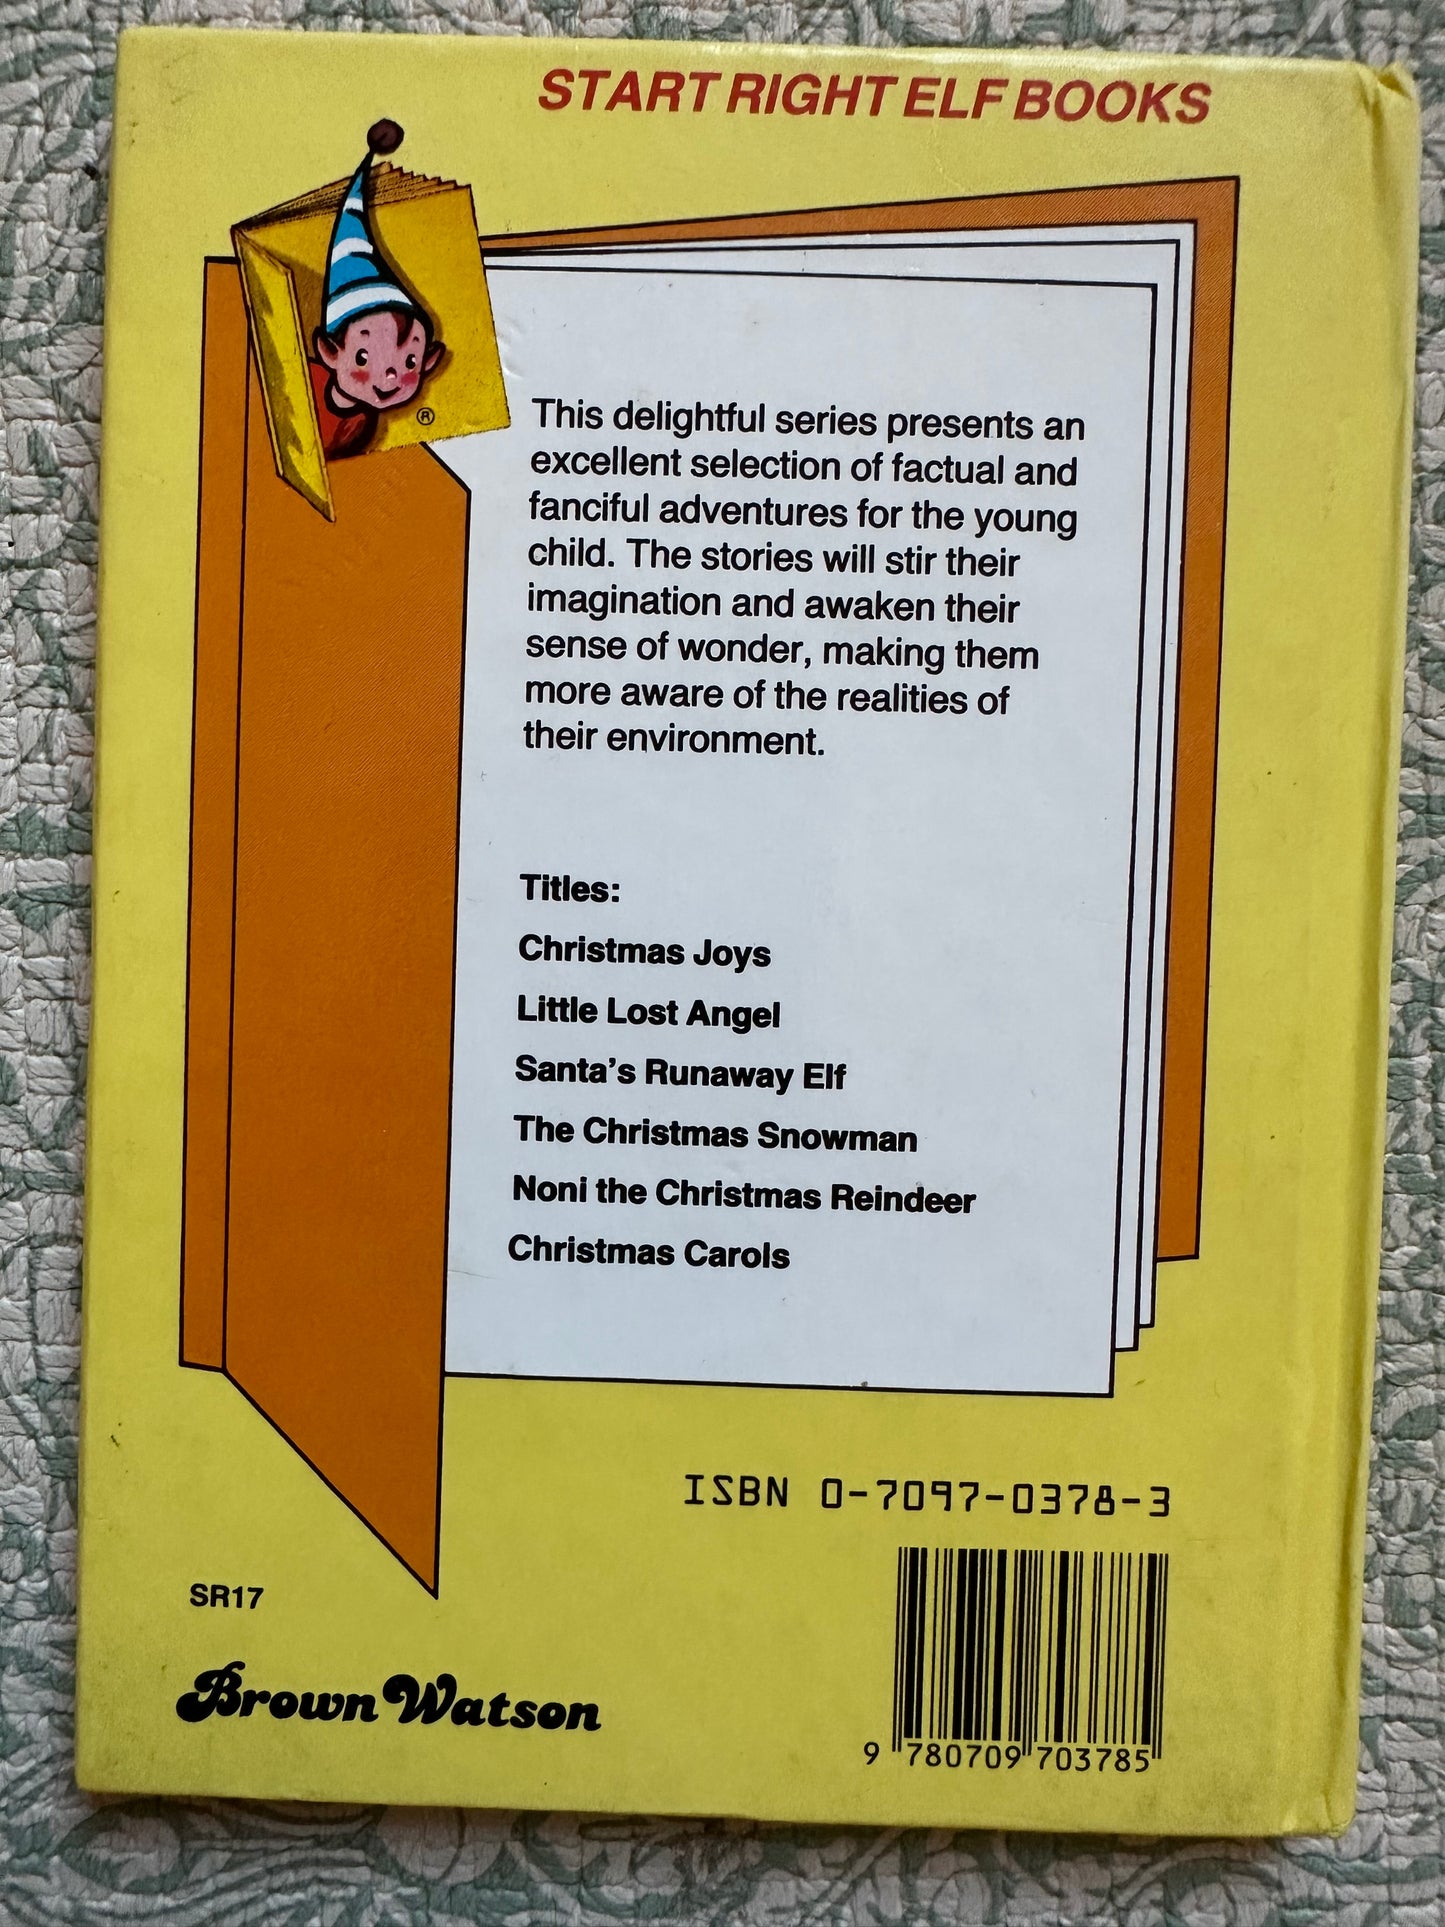 START RIGHT ELF BOOKS
®
This delightful series presents an
excellent selection of factual and
fanciful adventures for the young
child. The stories will stir their
imagination and awaken their
sense of wonder, making them
more aware of the realities of
their environment.
Titles:
Christmas Joys
Little Lost Angel
Santa's Runaway Elf
The Christmas Snowman
Noni the Christmas Reindeer
Christmas Carols
ISBN 0-7097-0378-3
SR17
Brown Watson
9 780709 703785